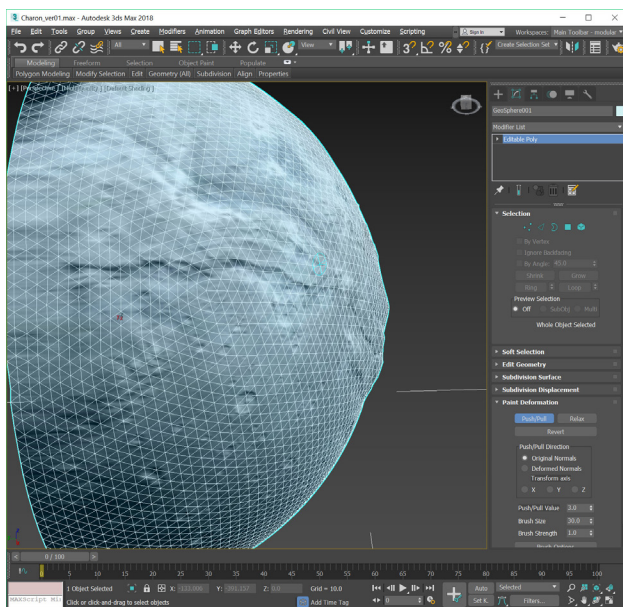 Charon_ver01.max - Autodesk 3ds Max 2018
File Edit Tools Group Views Create Modifiers Animation Graph Editors Rendering Civil View Customize Scripting Sign In Workspaces: Main Toolbar - modular
All View Create Selection Set
Modeling Freeform Selection Object Paint Populate
Polygon Modeling Modify Selection Edit Geometry (All) Subdivision Align Properties
GeoSphere001
Modifier List
Editable Poly
Selection
By Vertex
Ignore Backfacing
By Angle: 45.0
Shrink Grow
Ring Loop
Preview Selection
Off SubObj Multi
Whole Object Selected
Soft Selection
Edit Geometry
Subdivision Surface
Subdivision Displacement
Paint Deformation
Push/Pull Relax
Revert
Push/Pull Direction
Original Normals
Deformed Normals
Transform axis
X Y Z
Push/Pull Value 2.0
Brush Size 30.0
Brush Strength 1.0
Brush Options
0 / 100
0 5 10 15 20 25 30 35 40 45 50 55 60 65 70 75 80 85 90 95 100
1 Object Selected X: Y: Z: 0.0 Grid = 10.0 Auto Selected
MAXScript Mi Click or click-and-drag to select objects Add Time Tag 0 Set K. Filters...